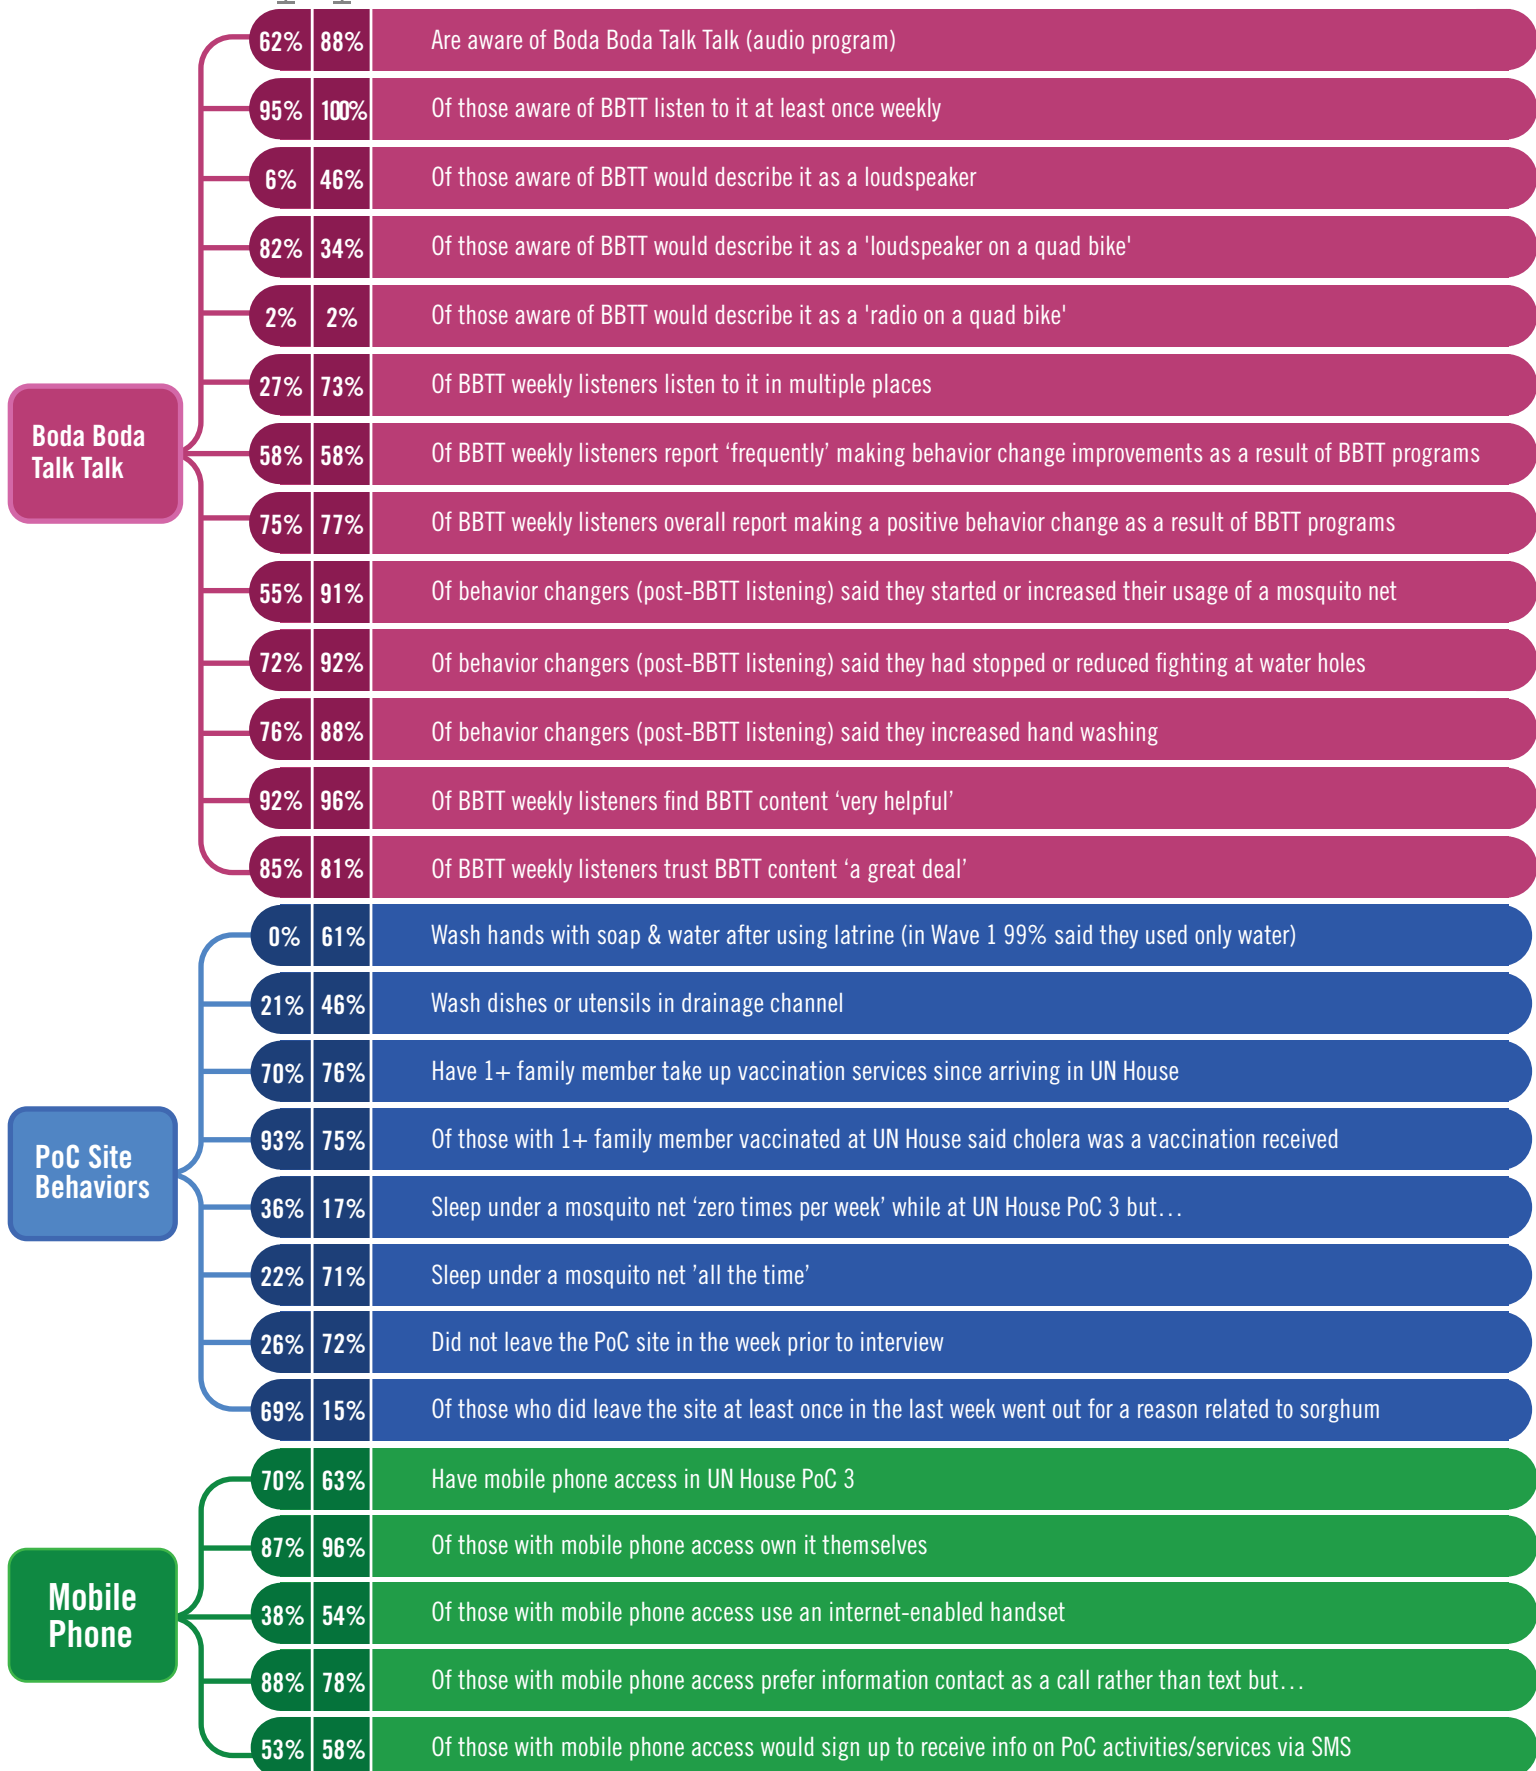 62% 88% Are aware of Boda Boda Talk Talk (audio program)
95% 100% Of those aware of BBTT listen to it at least once weekly
6% 46% Of those aware of BBTT would describe it as a loudspeaker
82% 34% Of those aware of BBTT would describe it as a 'loudspeaker on a quad bike'
2% 2% Of those aware of BBTT would describe it as a 'radio on a quad bike'
27% 73% Of BBTT weekly listeners listen to it in multiple places
Boda Boda
Talk Talk
58% 58% Of BBTT weekly listeners report ‘frequently’ making behavior change improvements as a result of BBTT programs
75% 77% Of BBTT weekly listeners overall report making a positive behavior change as a result of BBTT programs
55% 91% Of behavior changers (post-BBTT listening) said they started or increased their usage of a mosquito net
72% 92% Of behavior changers (post-BBTT listening) said they had stopped or reduced fighting at water holes
76% 88% Of behavior changers (post-BBTT listening) said they increased hand washing
92% 96% Of BBTT weekly listeners find BBTT content ‘very helpful’
85% 81% Of BBTT weekly listeners trust BBTT content ‘a great deal’
0% 61% Wash hands with soap & water after using latrine (in Wave 1 99% said they used only water)
21% 46% Wash dishes or utensils in drainage channel
70% 76% Have 1+ family member take up vaccination services since arriving in UN House
93% 75% Of those with 1+ family member vaccinated at UN House said cholera was a vaccination received
PoC Site
Behaviors
36% 17% Sleep under a mosquito net ‘zero times per week’ while at UN House PoC 3 but...
22% 71% Sleep under a mosquito net ’all the time’
26% 72% Did not leave the PoC site in the week prior to interview
69% 15% Of those who did leave the site at least once in the last week went out for a reason related to sorghum
70% 63% Have mobile phone access in UN House PoC 3
87% 96% Of those with mobile phone access own it themselves
Mobile
Phone
38% 54% Of those with mobile phone access use an internet-enabled handset
88% 78% Of those with mobile phone access prefer information contact as a call rather than text but...
53% 58% Of those with mobile phone access would sign up to receive info on PoC activities/services via SMS